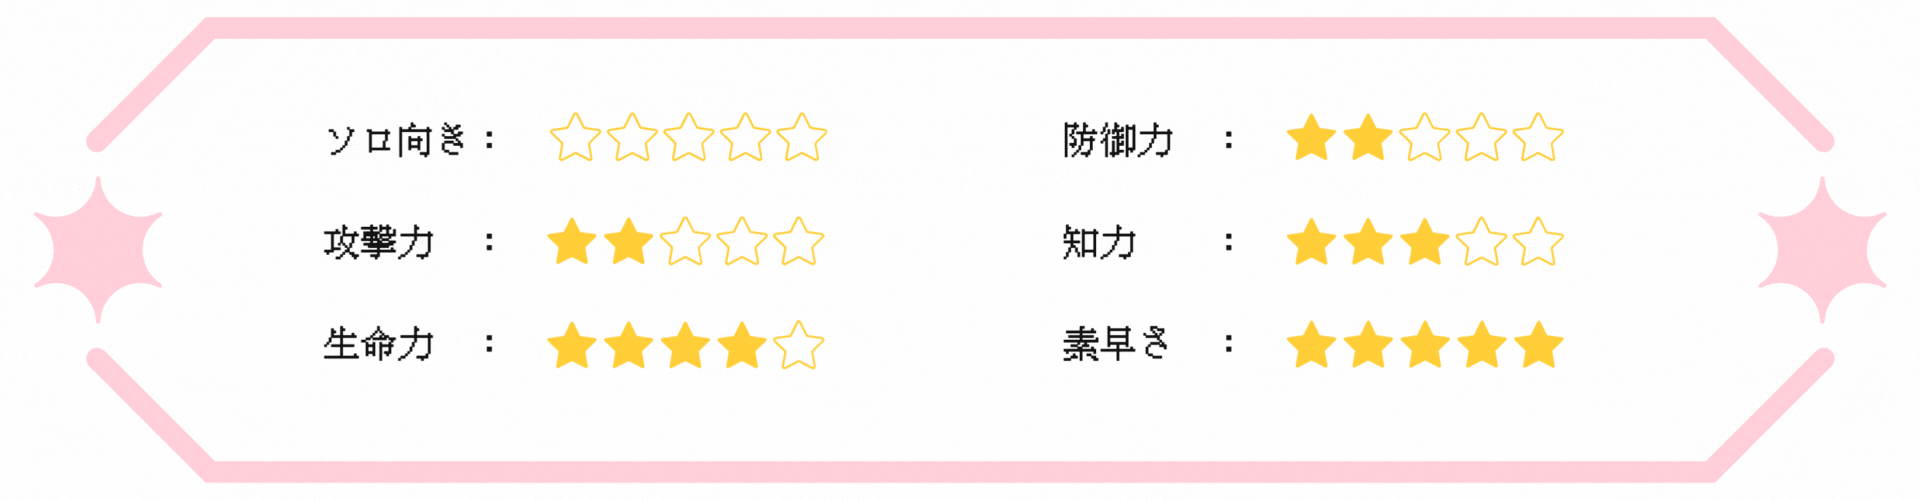 ソロ向き： ☆☆☆☆☆ 防御力 ： ★★☆☆☆
攻撃力 ： ★★☆☆☆ 知力 ： ★★★☆☆
生命力 ： ★★★★☆ 素早さ ： ★★★★★